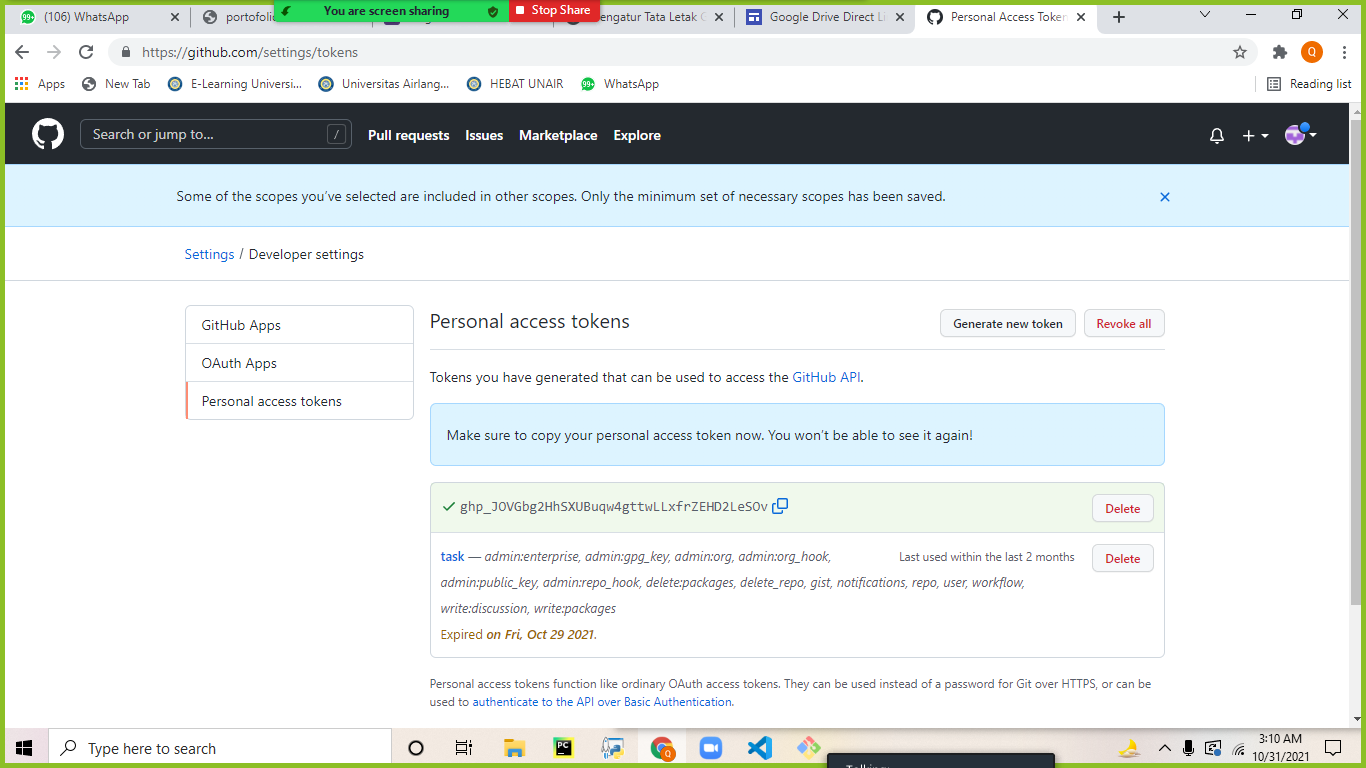 (106) WhatsApp
portofolio
You are screen sharing
Stop Share
engatur Tata Letak
Google Drive Direct Li
Personal Access Token
https://github.com/settings/tokens
Q
Apps
New Tab
E-Learning Universi...
Universitas Airlang...
HEBAT UNAIR
99+
WhatsApp
Reading list
Search or jump to...
/
Pull requests
Issues
Marketplace
Explore
Some of the scopes you've selected are included in other scopes. Only the minimum set of necessary scopes has been saved.
Settings / Developer settings
GitHub Apps
OAuth Apps
Personal access tokens
Personal access tokens
Generate new token
Revoke all
Tokens you have generated that can be used to access the GitHub API.
Make sure to copy your personal access token now. You won't be able to see it again!
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
Delete
task — admin:enterprise, admin:gpg_key, admin:org, admin:org_hook,
Last used within the last 2 months
Delete
admin:public_key, admin:repo_hook, delete:packages, delete_repo, gist, notifications, repo, user, workflow,
write:discussion, write:packages
Expired on Fri, Oct 29 2021.
Personal access tokens function like ordinary OAuth access tokens. They can be used instead of a password for Git over HTTPS, or can be
used to authenticate to the API over Basic Authentication.
Type here to search
PC
3:10 AM
10/31/2021